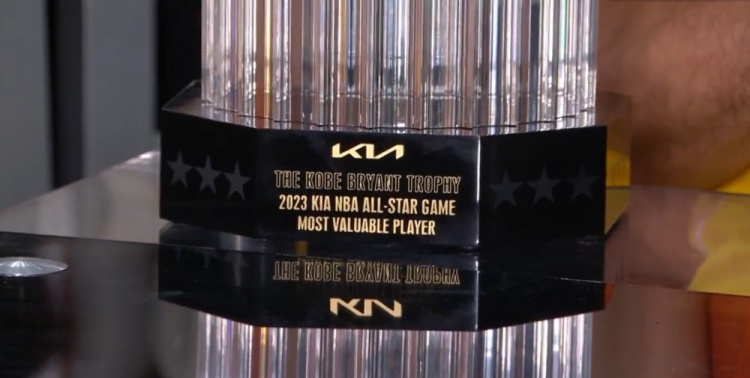 KIA
THE KOBE BRYANT TROPHY
2023 KIA NBA ALL-STAR GAME
MOST VALUABLE PLAYER